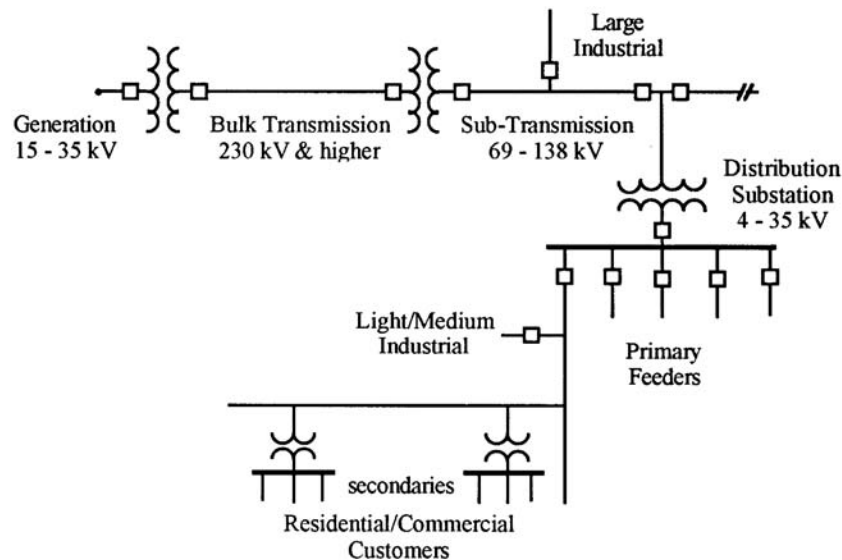 Large
Industrial
Generation
15 - 35 kV
Bulk Transmission
230 kV & higher
Sub-Transmission
69 - 138 kV
Distribution
Substation
4 - 35 kV
Light/Medium
Industrial
Primary
Feeders
secondaries
Residential/Commercial
Customers